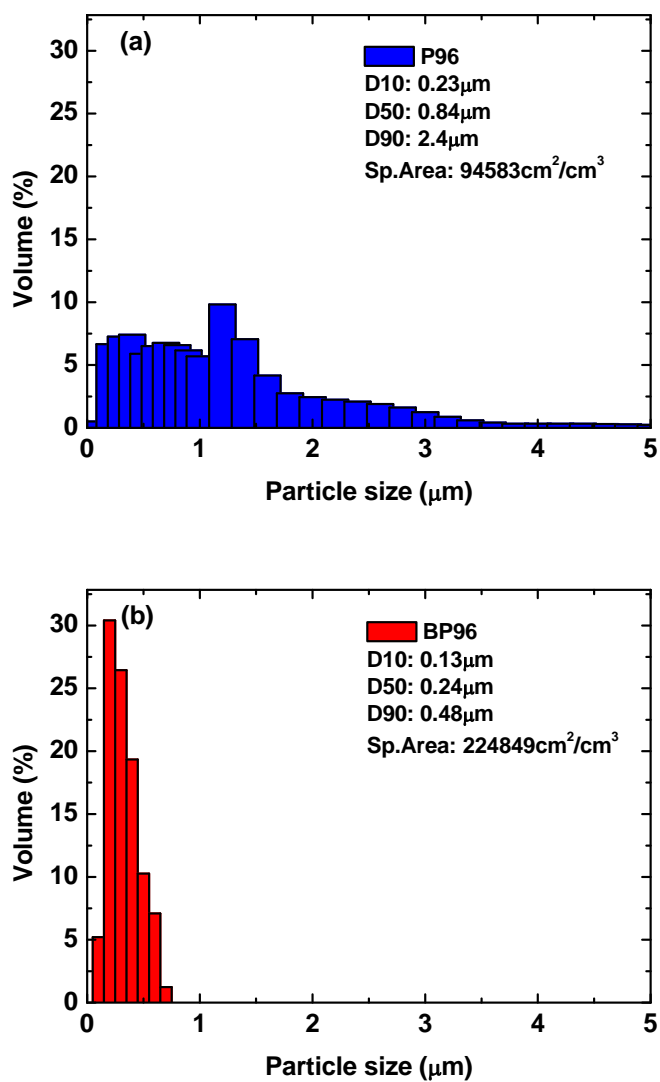 (a)
P96
D10: 0.23μm
D50: 0.84μm
D90: 2.4μm
Sp.Area: 94583cm²/cm³
Volume (%)
30
25
20
15
10
5
0
0 1 2 3 4 5
Particle size (μm)
(b)
BP96
D10: 0.13μm
D50: 0.24μm
D90: 0.48μm
Sp.Area: 224849cm²/cm³
Volume (%)
30
25
20
15
10
5
0
0 1 2 3 4 5
Particle size (μm)